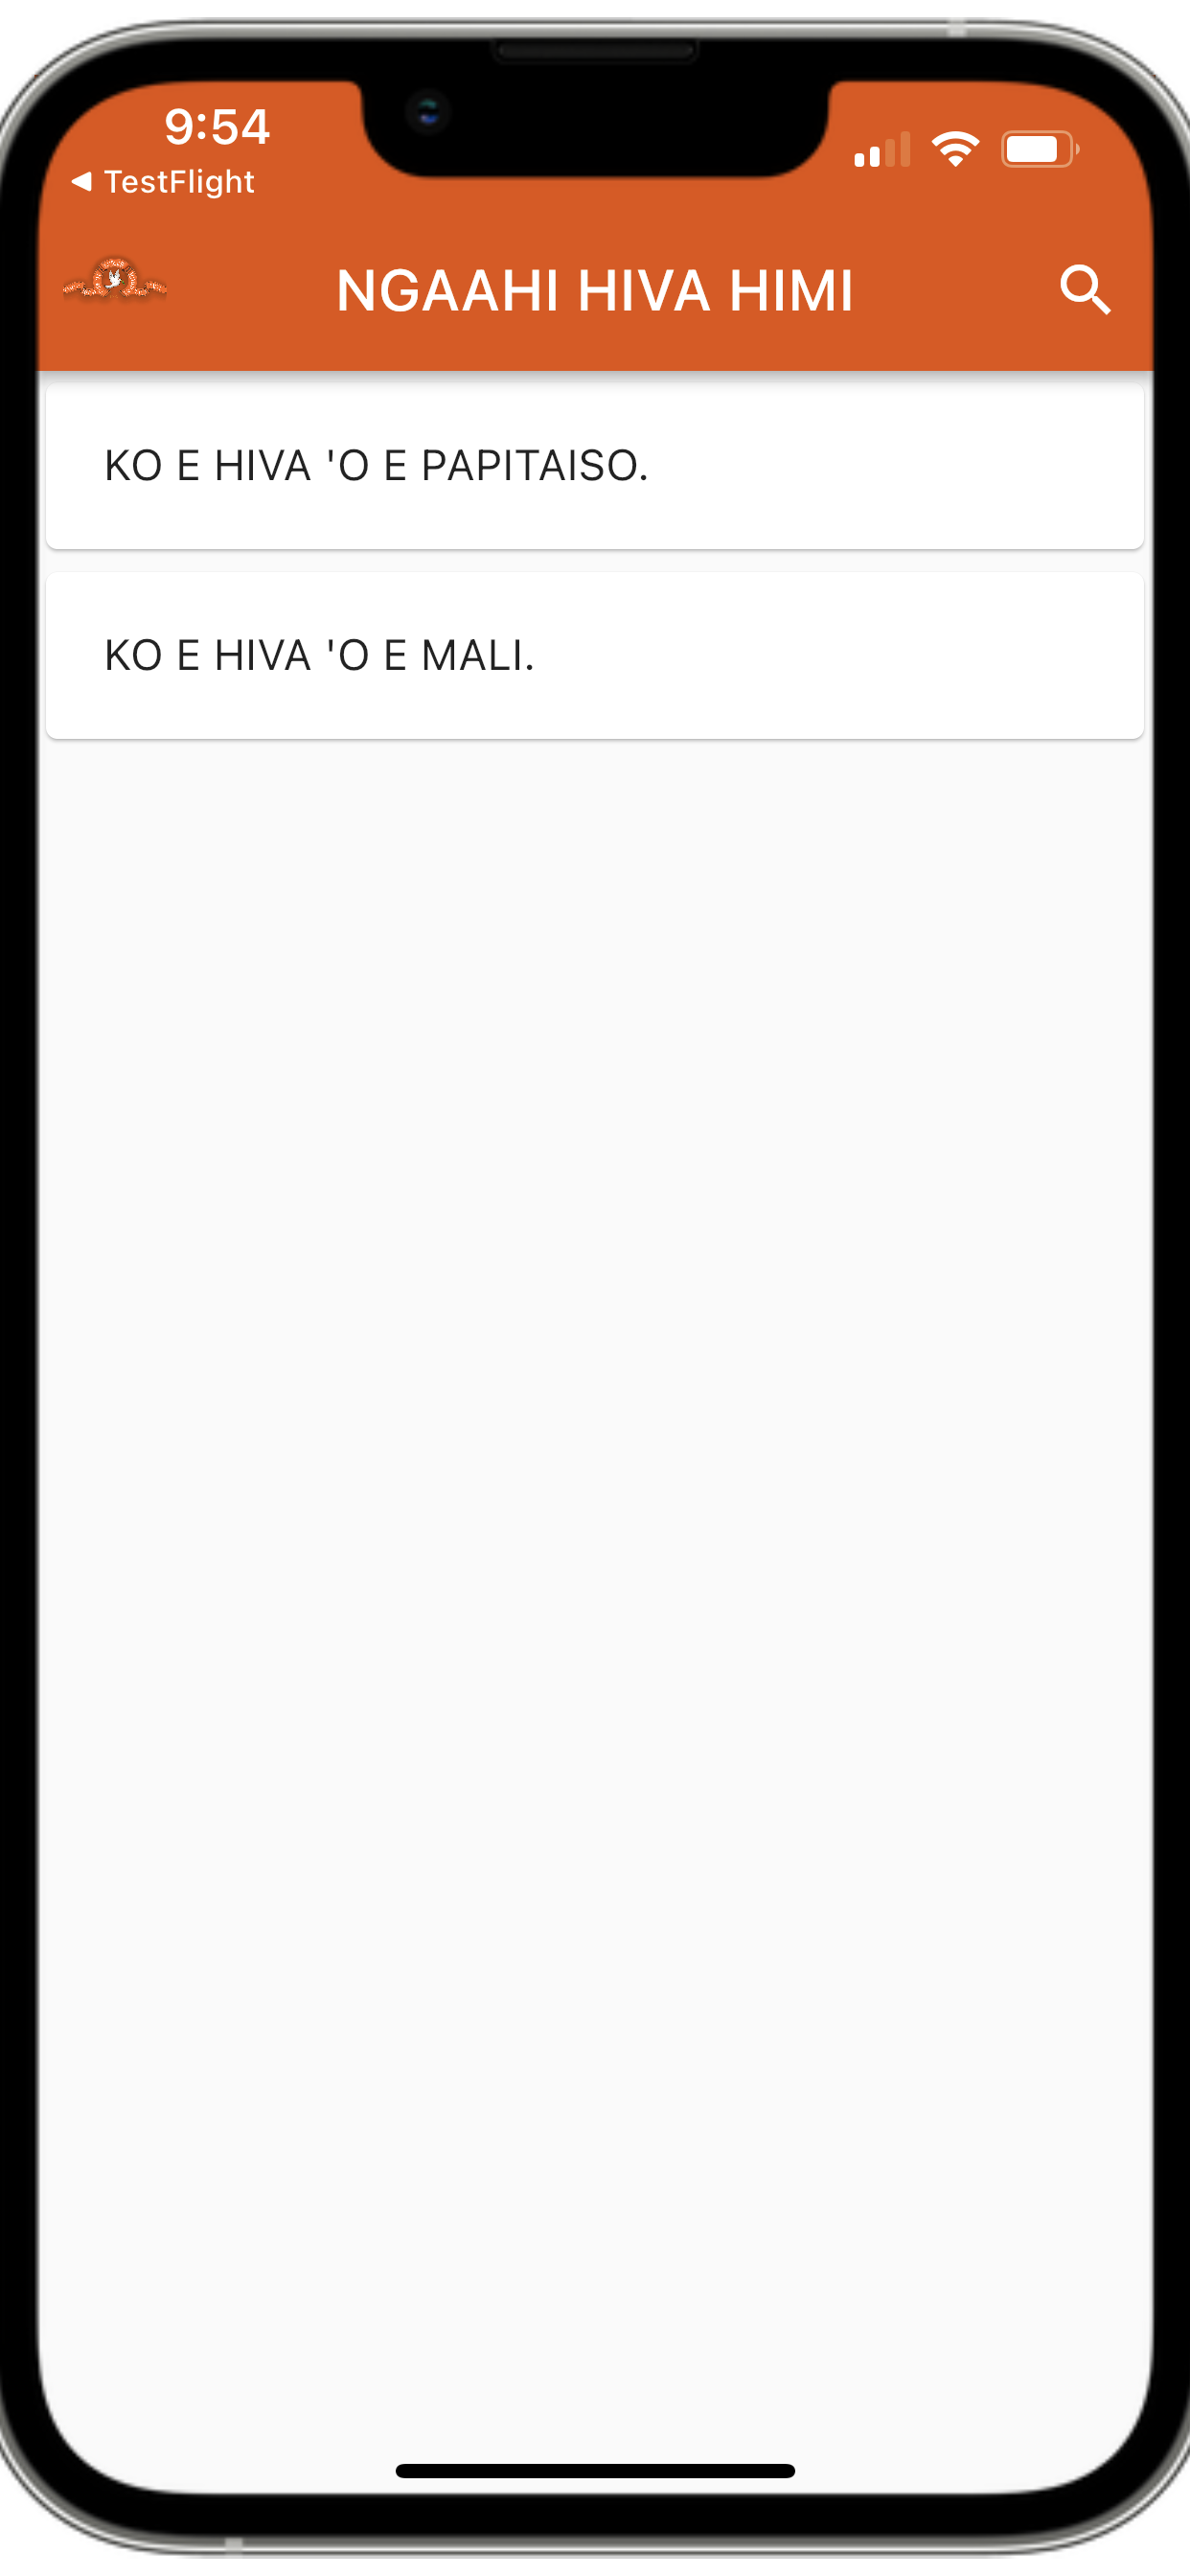 9:54
◀ TestFlight
NGAAHI HIVA HIMI
KO E HIVA 'O E PAPITAISO.
KO E HIVA 'O E MALI.